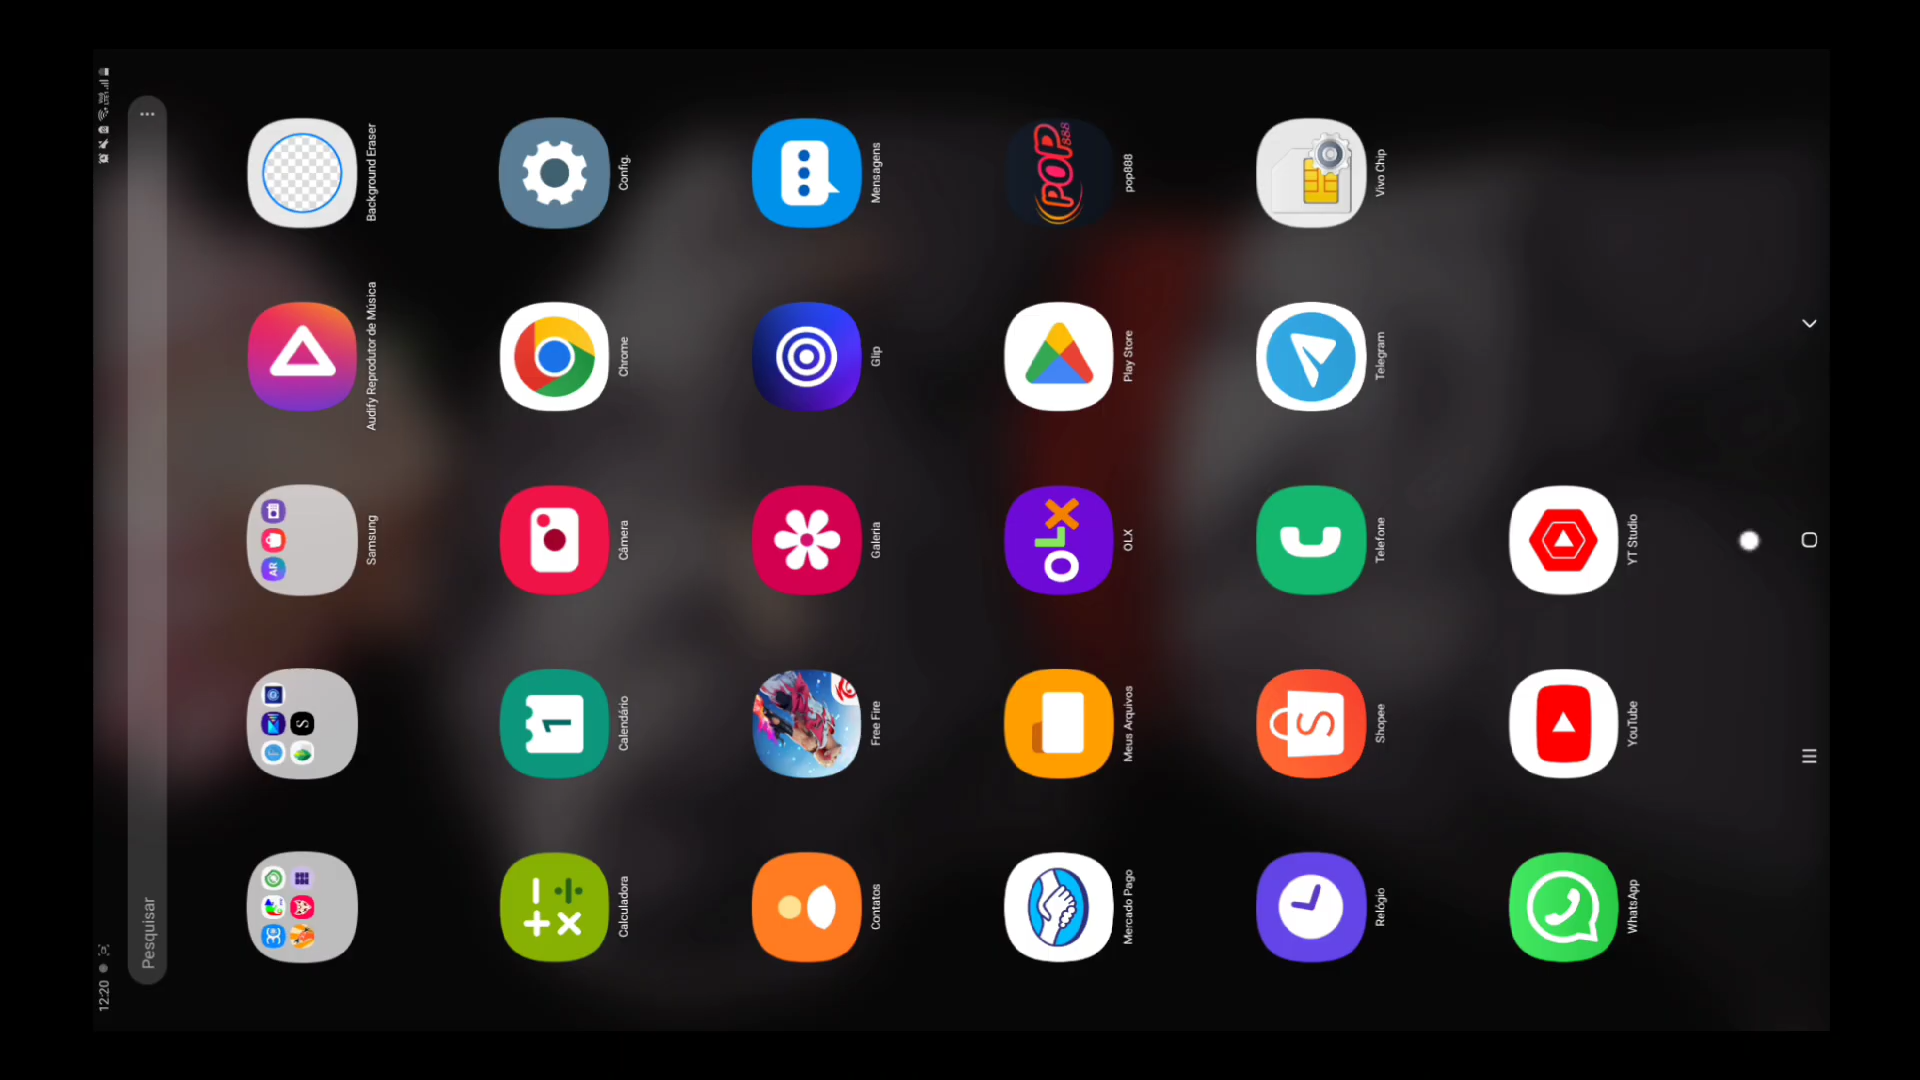 12:20
Pesquisar
Samsung
Audify Reprodutor de Música
Background Eraser
Calculadora
Calendário
Câmera
Chrome
Config.
Contatos
Free Fire
Galeria
Glip
Mensagens
Mercado Pago
Meus Arquivos
OLX
OLX
Play Store
POP888
pop888
Relógio
Shopee
Telefone
Telegram
Vivo Chip
WhatsApp
YouTube
YT Studio